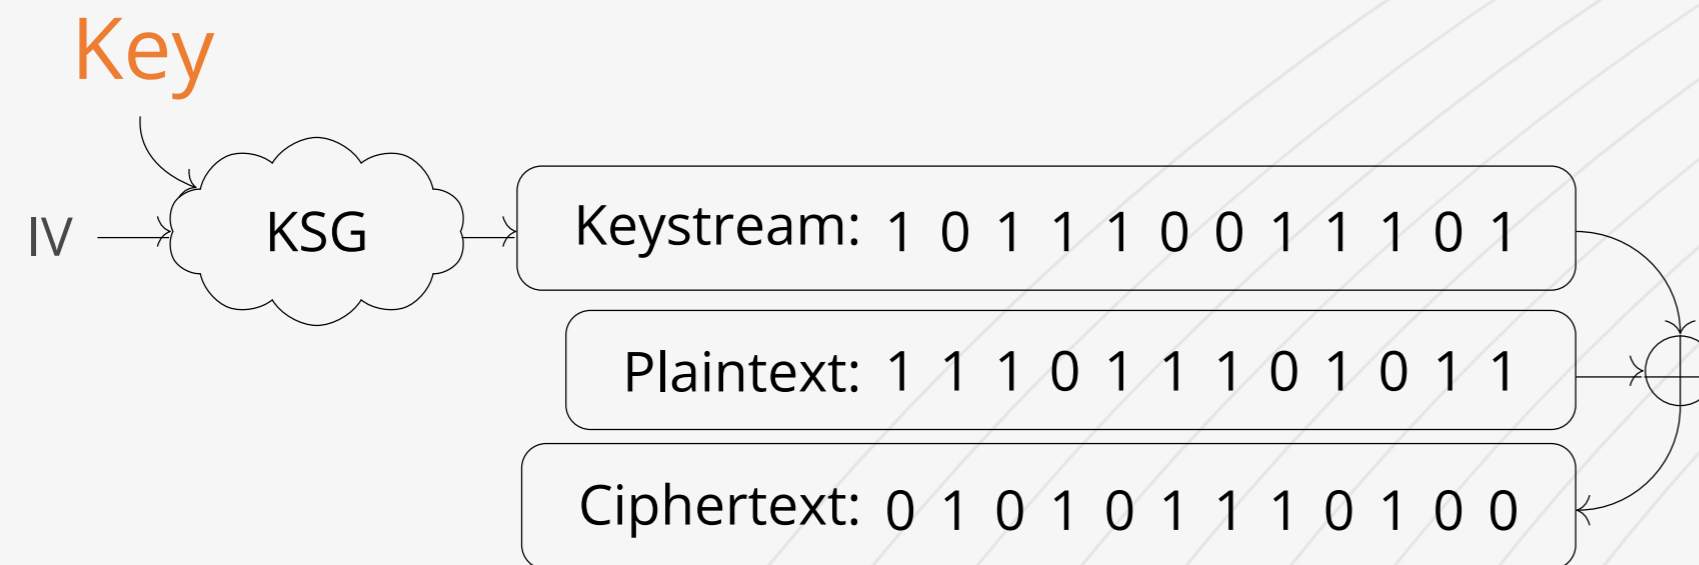 Key
IV
KSG
Keystream: 1 0 1 1 1 0 0 1 1 1 0 1
Plaintext: 1 1 1 0 1 1 1 0 1 0 1 1
Ciphertext: 0 1 0 1 0 1 1 1 0 1 0 0